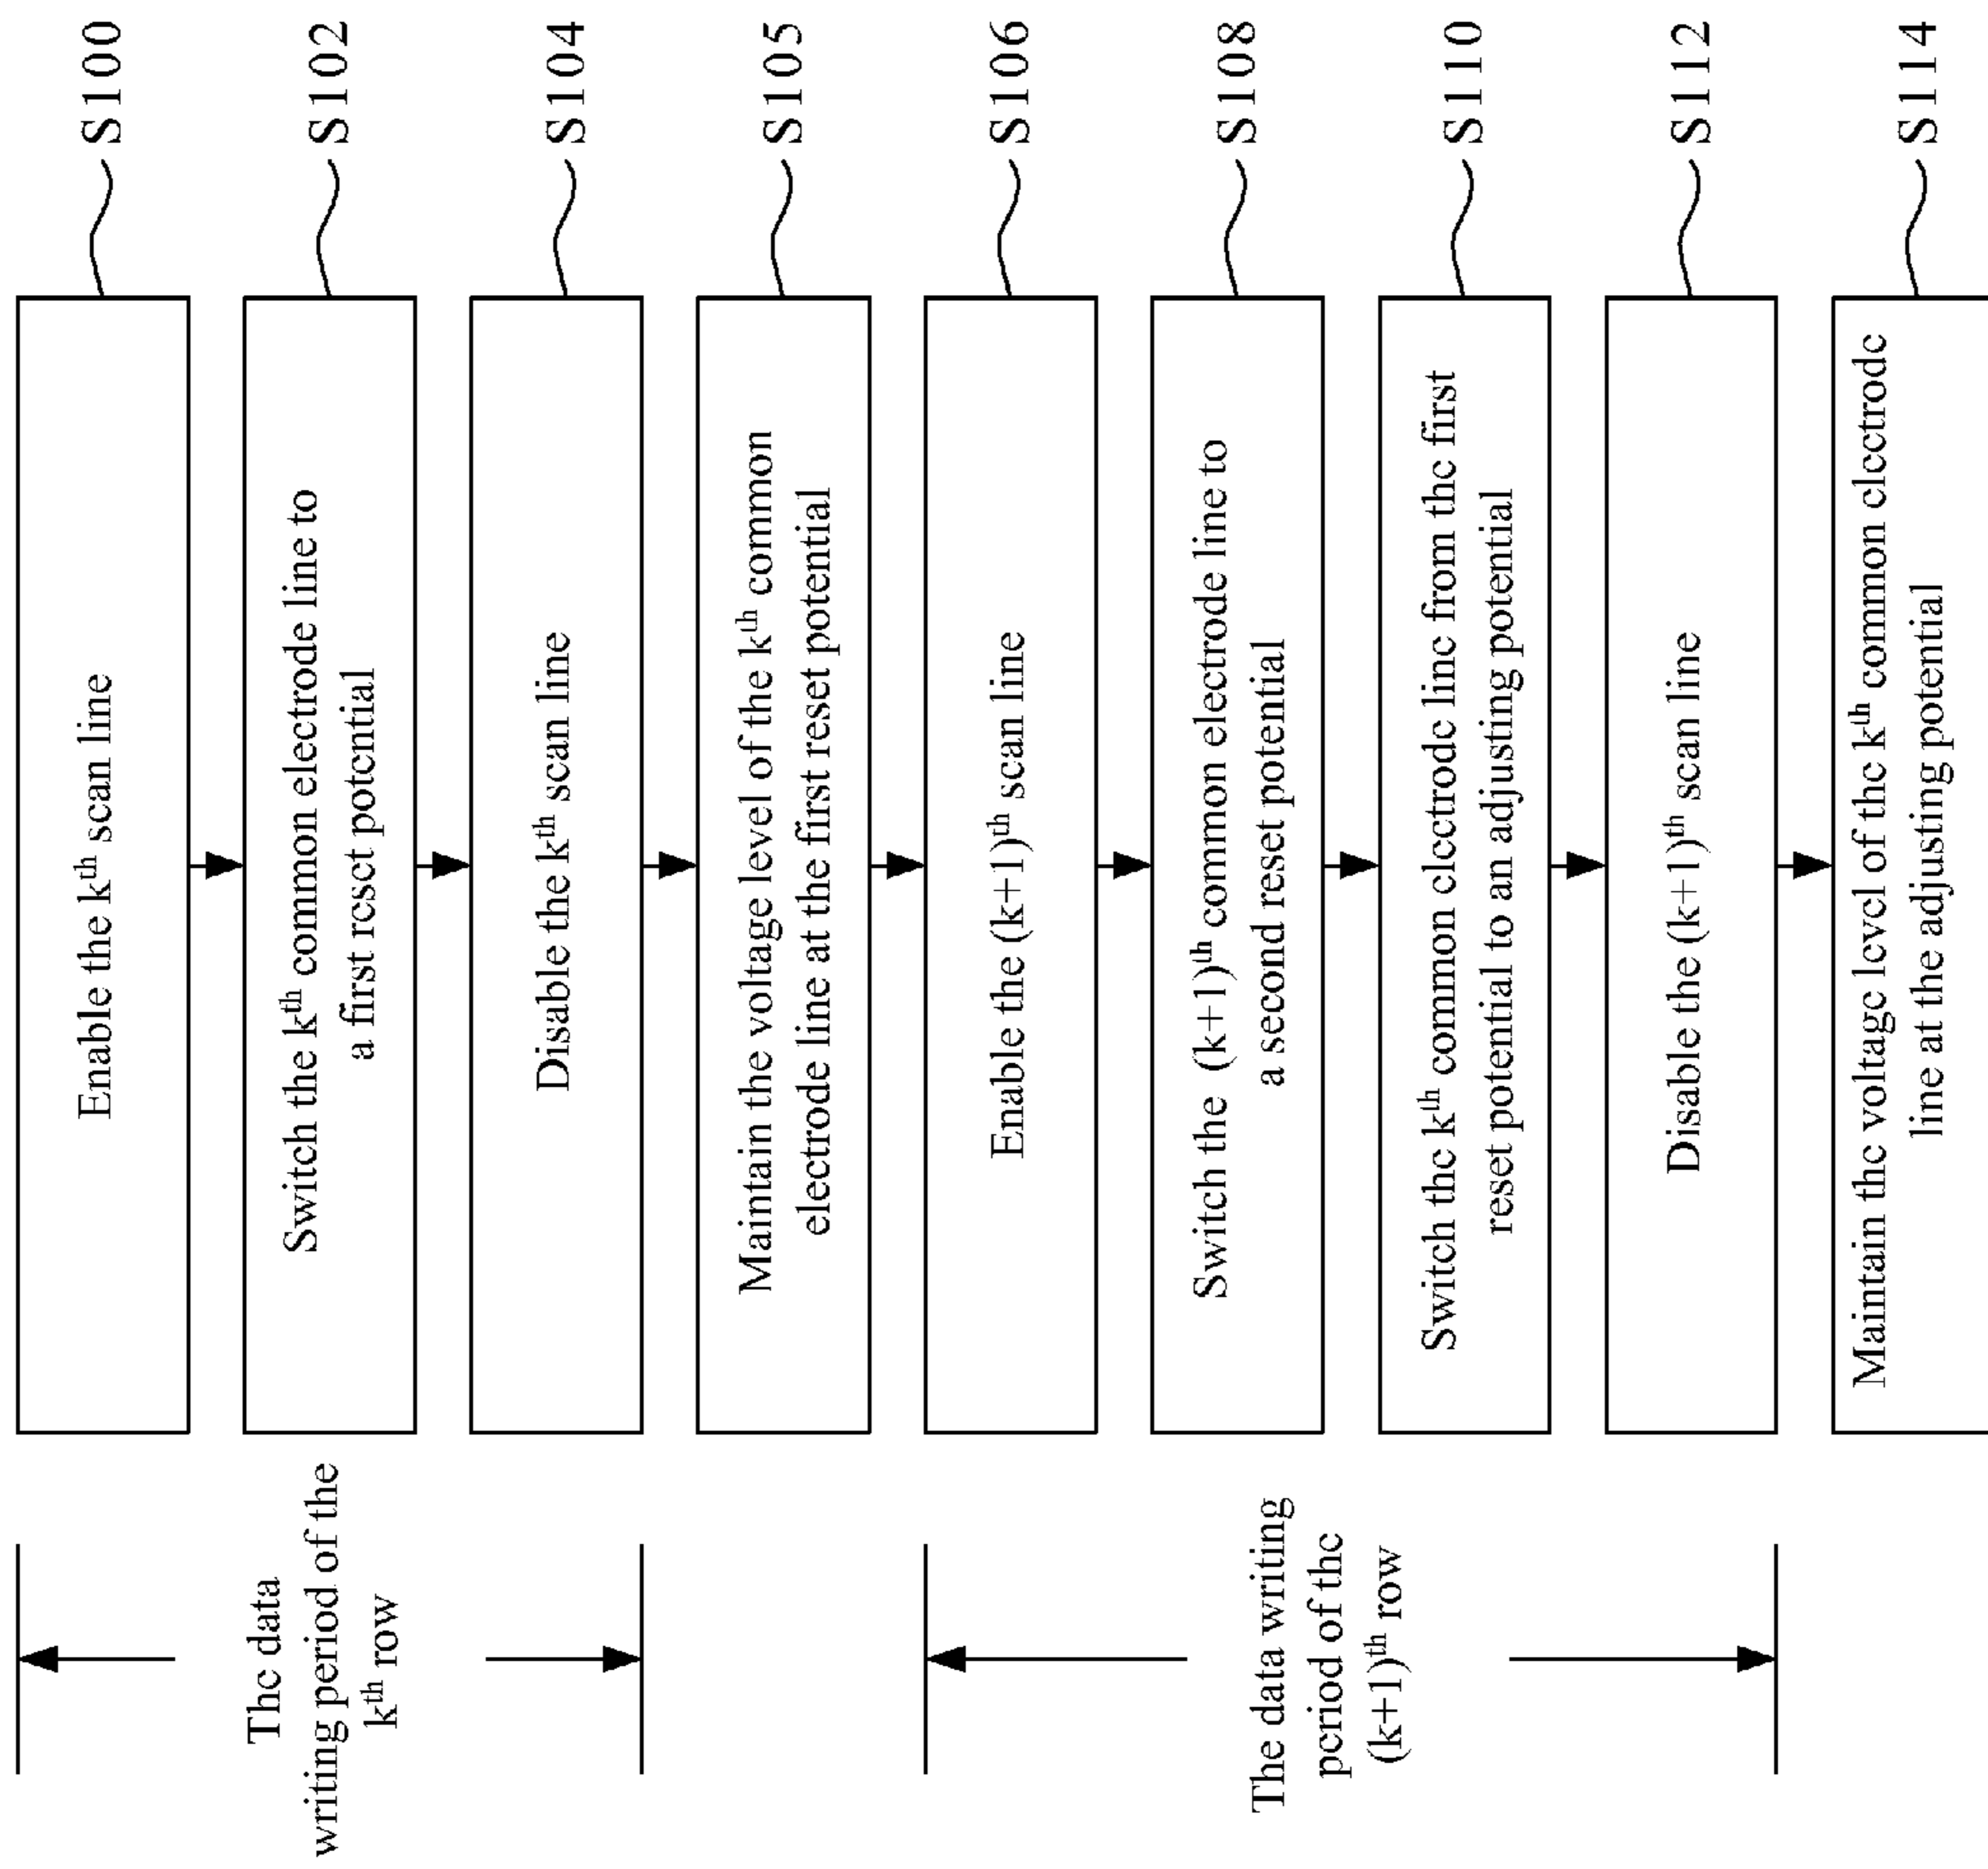 The data
writing period of the
kth row
Enable the kth scan line
S100
Switch the kth common electrode line to
a first reset potential
S102
Disable the kth scan line
S104
Maintain the voltage level of the kth common
electrode line at the first reset potential
S105
The data writing
period of the
(k+1)th row
Enable the (k+1)th scan line
S106
Switch the (k+1)th common electrode line to
a second reset potential
S108
Switch the kth common electrode line from the first
reset potential to an adjusting potential
S110
Disable the (k+1)th scan line
S112
Maintain the voltage level of the kth common electrode
line at the adjusting potential
S114